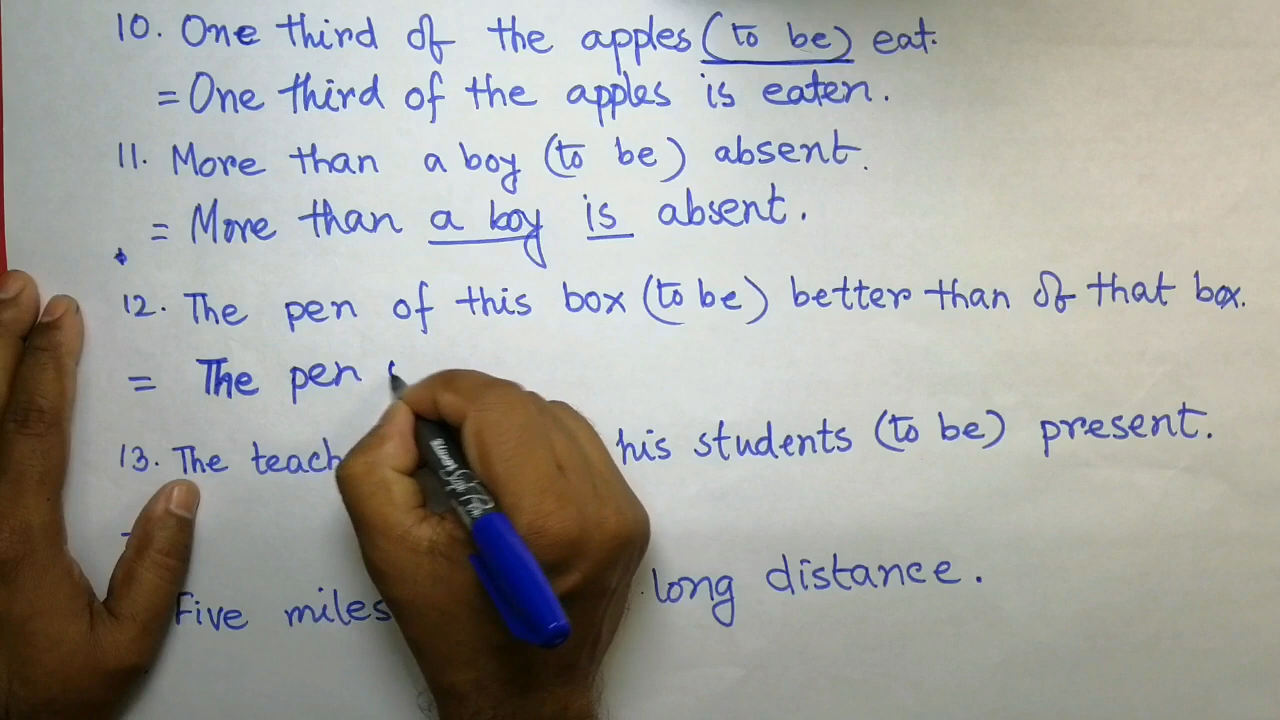 10. One third of the apples (to be) eat.
= One third of the apples is eaten.
11. More than a boy (to be) absent.
= More than a boy is absent.
12. The pen of this box (to be) better than of that box.
= The pen
13. The teach his students (to be) present.
Five miles long distance.